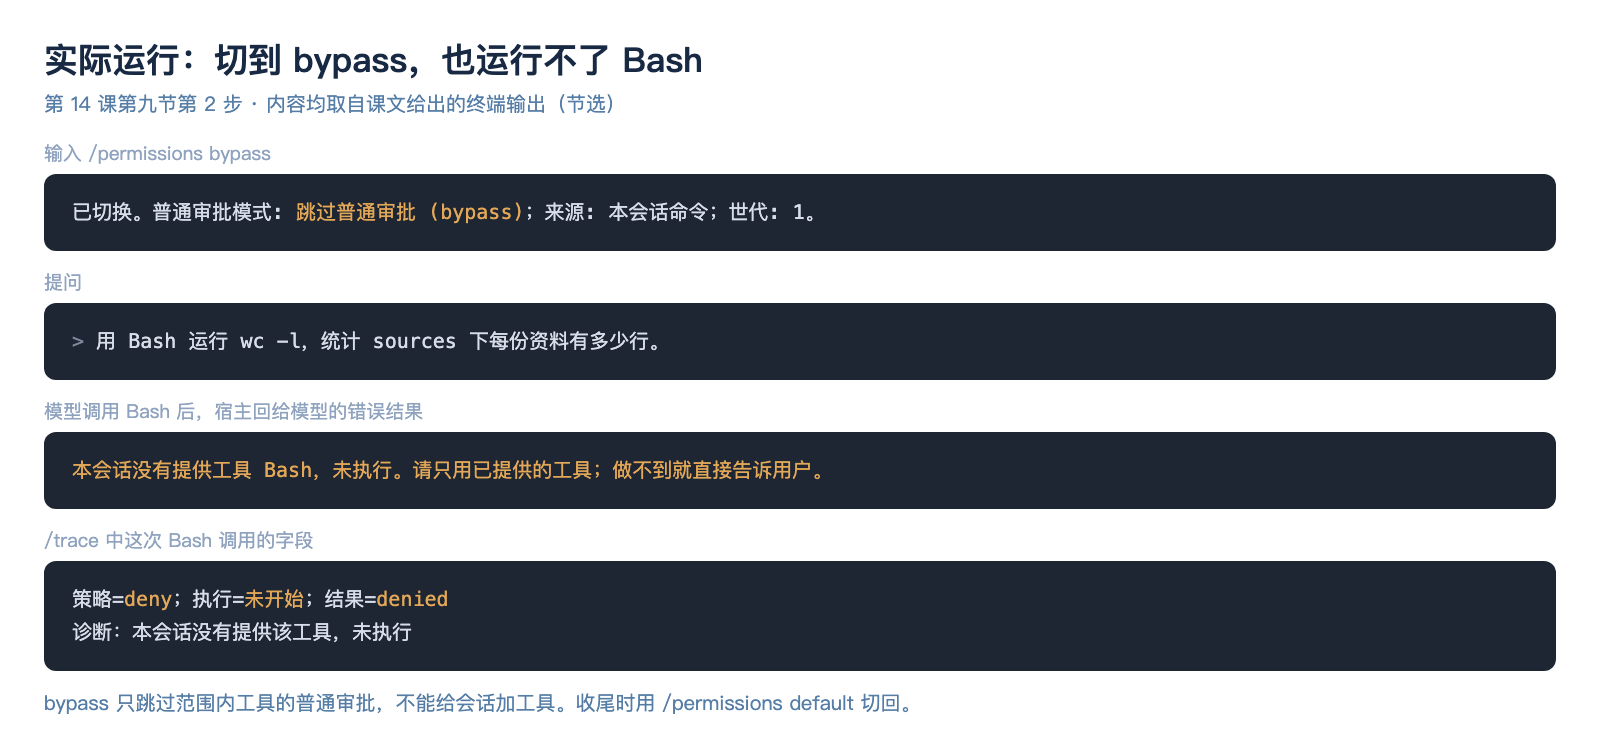 实际运行：切到 bypass，也运行不了 Bash
第 14 课第九节第 2 步 · 内容均取自课文给出的终端输出（节选）
输入 /permissions bypass
已切换。普通审批模式: 跳过普通审批 (bypass)；来源: 本会话命令；世代: 1。
提问
> 用 Bash 运行 wc -l，统计 sources 下每份资料有多少行。
模型调用 Bash 后，宿主回给模型的错误结果
本会话没有提供工具 Bash，未执行。请只用已提供的工具；做不到就直接告诉用户。
/trace 中这次 Bash 调用的字段
策略=deny；执行=未开始；结果=denied
诊断：本会话没有提供该工具，未执行
bypass 只跳过范围内工具的普通审批，不能给会话加工具。收尾时用 /permissions default 切回。